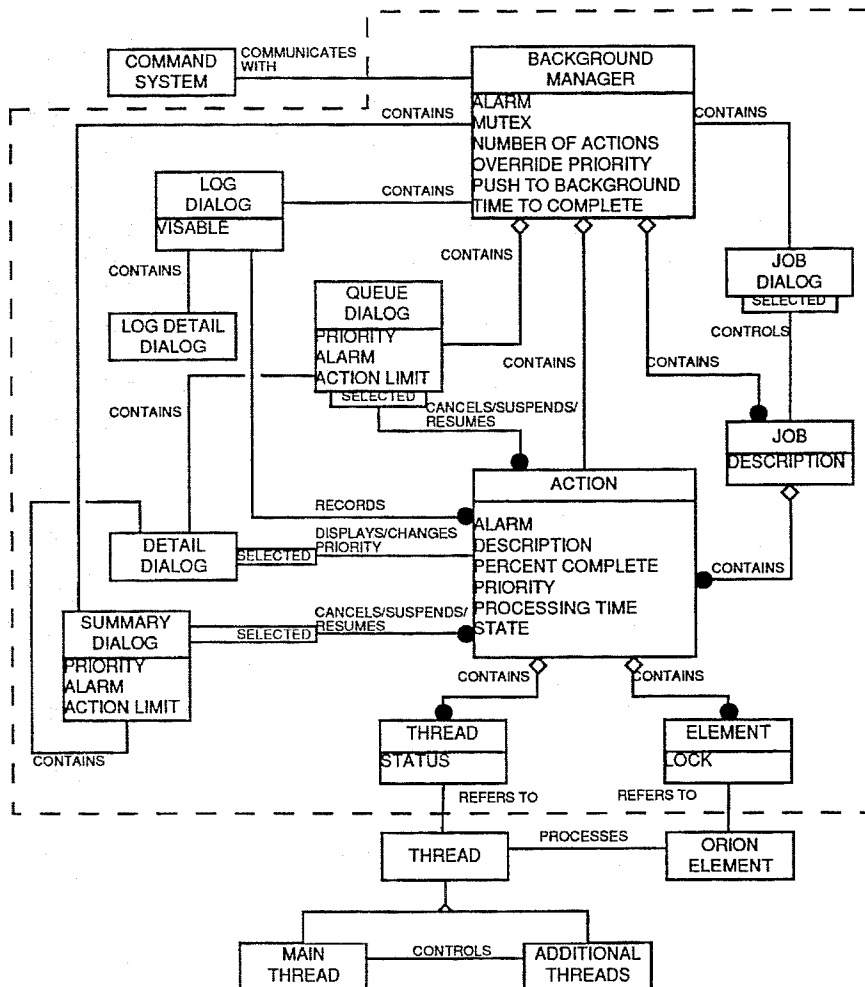 COMMAND
SYSTEM
COMMUNICATES
WITH
BACKGROUND
MANAGER
ALARM
MUTEX
NUMBER OF ACTIONS
OVERRIDE PRIORITY
PUSH TO BACKGROUND
TIME TO COMPLETE
CONTAINS
CONTAINS
LOG
DIALOG
VISABLE
CONTAINS
CONTAINS
LOG DETAIL
DIALOG
QUEUE
DIALOG
PRIORITY
ALARM
ACTION LIMIT
SELECTED
CONTAINS
CONTAINS
CONTAINS
JOB
DIALOG
SELECTED
CONTROLS
CONTAINS
CANCELS/SUSPENDS/
RESUMES
JOB
DESCRIPTION
ACTION
ALARM
DESCRIPTION
PERCENT COMPLETE
PRIORITY
PROCESSING TIME
STATE
RECORDS
CONTAINS
DETAIL
DIALOG
SELECTED
DISPLAYS/CHANGES
PRIORITY
SUMMARY
DIALOG
PRIORITY
ALARM
ACTION LIMIT
SELECTED
CANCELS/SUSPENDS/
RESUMES
CONTAINS
CONTAINS
CONTAINS
THREAD
STATUS
ELEMENT
LOCK
REFERS TO
REFERS TO
THREAD
PROCESSES
ORION
ELEMENT
MAIN
THREAD
CONTROLS
ADDITIONAL
THREADS